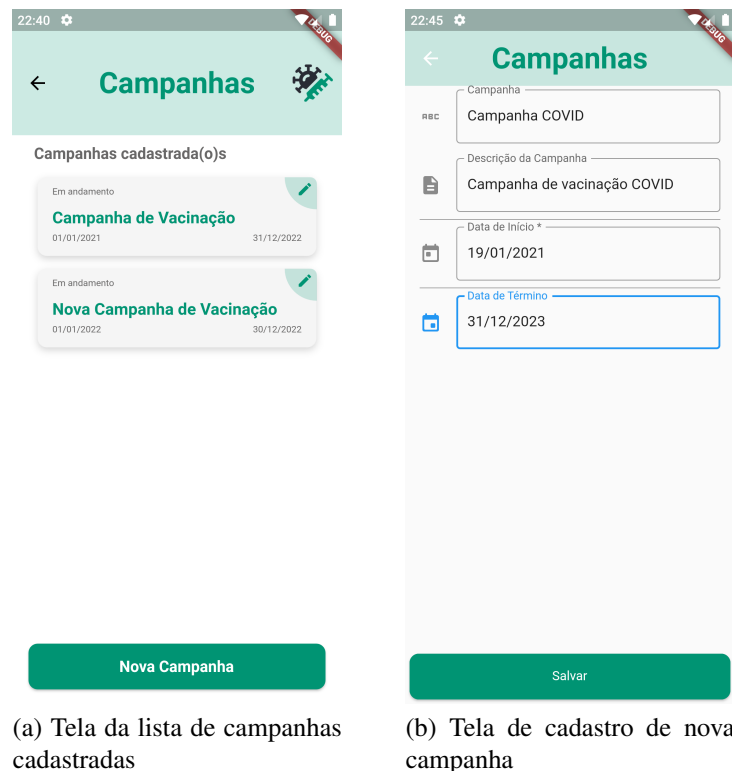 22:40
DEBUG
Campanhas
Campanhas cadastrada(o)s
Em andamento
Campanha de Vacinação
01/01/2021 31/12/2022
Em andamento
Nova Campanha de Vacinação
01/01/2022 30/12/2022
Nova Campanha
(a) Tela da lista de campanhas
cadastradas
22:45
DEBUG
Campanhas
Campanha
ABC Campanha COVID
Descrição da Campanha
Campanha de vacinação COVID
Data de Início *
19/01/2021
Data de Término
31/12/2023
Salvar
(b) Tela de cadastro de nova
campanha